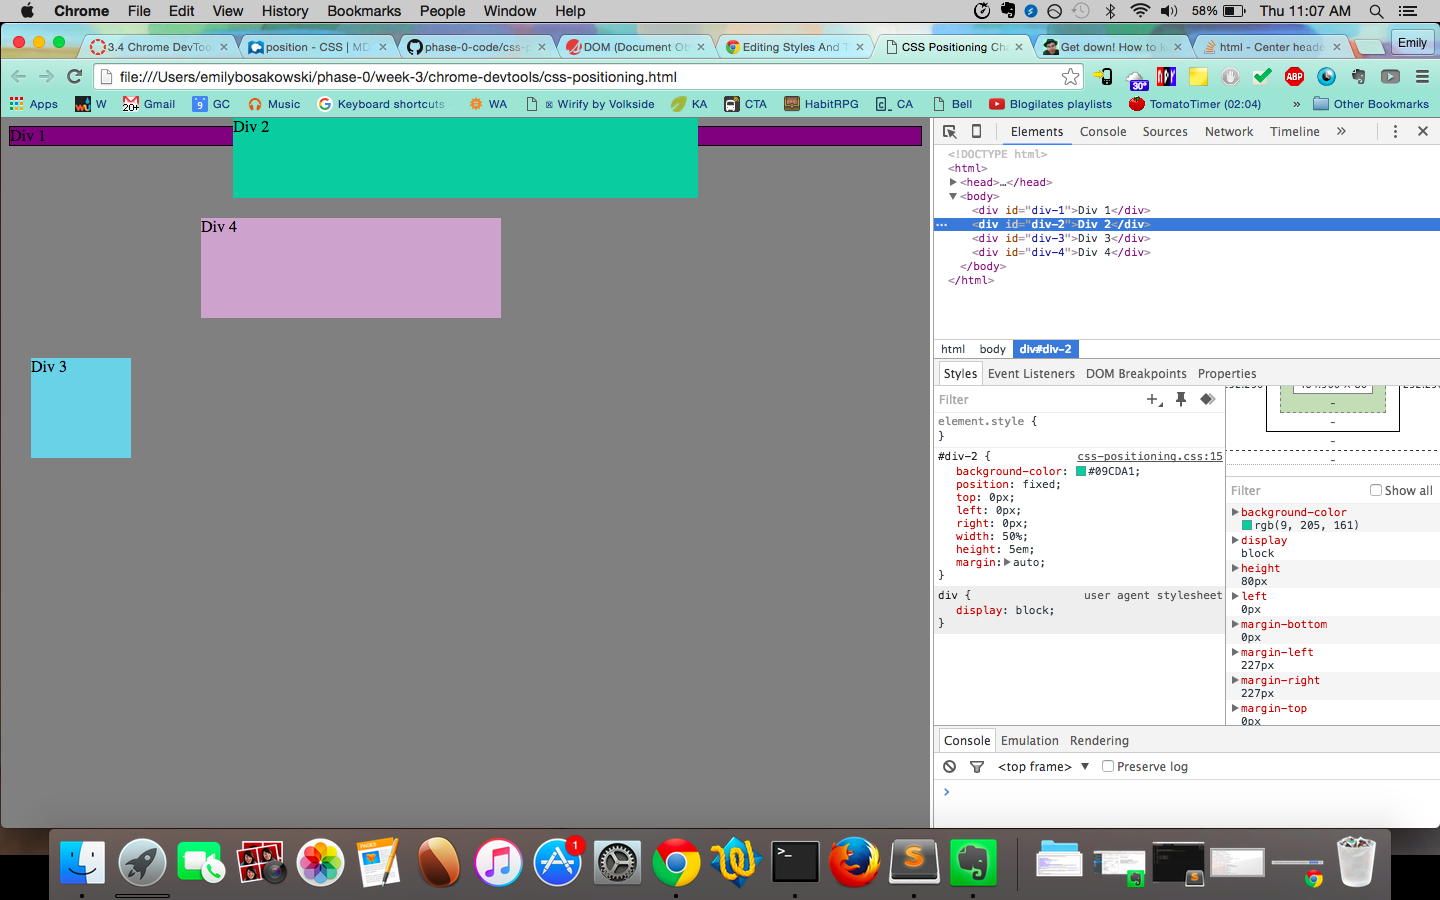 Chrome File Edit View History Bookmarks People Window Help 58% Thu 11:07 AM
3.4 Chrome DevToo × position - CSS | MD × phase-0-code/css-p × DOM (Document Ob × Editing Styles And T × CSS Positioning Cha × Get down! How to k × html - Center heade × Emily
file:///Users/emilybosakowski/phase-0/week-3/chrome-devtools/css-positioning.html 30° ABP
Apps W Gmail 20+ GC Music Keyboard shortcuts WA Wirify by Volkside KA CTA HabitRPG CA Bell Blogilates playlists TomatoTimer (02:04) » Other Bookmarks
Div 1
Div 2
Div 4
Div 3
Elements Console Sources Network Timeline »
<!DOCTYPE html>
<html>
<head>…</head>
<body>
<div id="div-1">Div 1</div>
… <div id="div-2">Div 2</div>
<div id="div-3">Div 3</div>
<div id="div-4">Div 4</div>
</body>
</html>
html body div#div-2
Styles Event Listeners DOM Breakpoints Properties
Filter
element.style {
}
#div-2 { css-positioning.css:15
background-color: #09CDA1;
position: fixed;
top: 0px;
left: 0px;
right: 0px;
width: 50%;
height: 5em;
margin: auto;
}
div { user agent stylesheet
display: block;
}
-
-
-
-
Filter Show all
background-color
rgb(9, 205, 161)
display
block
height
80px
left
0px
margin-bottom
0px
margin-left
227px
margin-right
227px
margin-top
0px
Console Emulation Rendering
<top frame> ▼ Preserve log
>
1